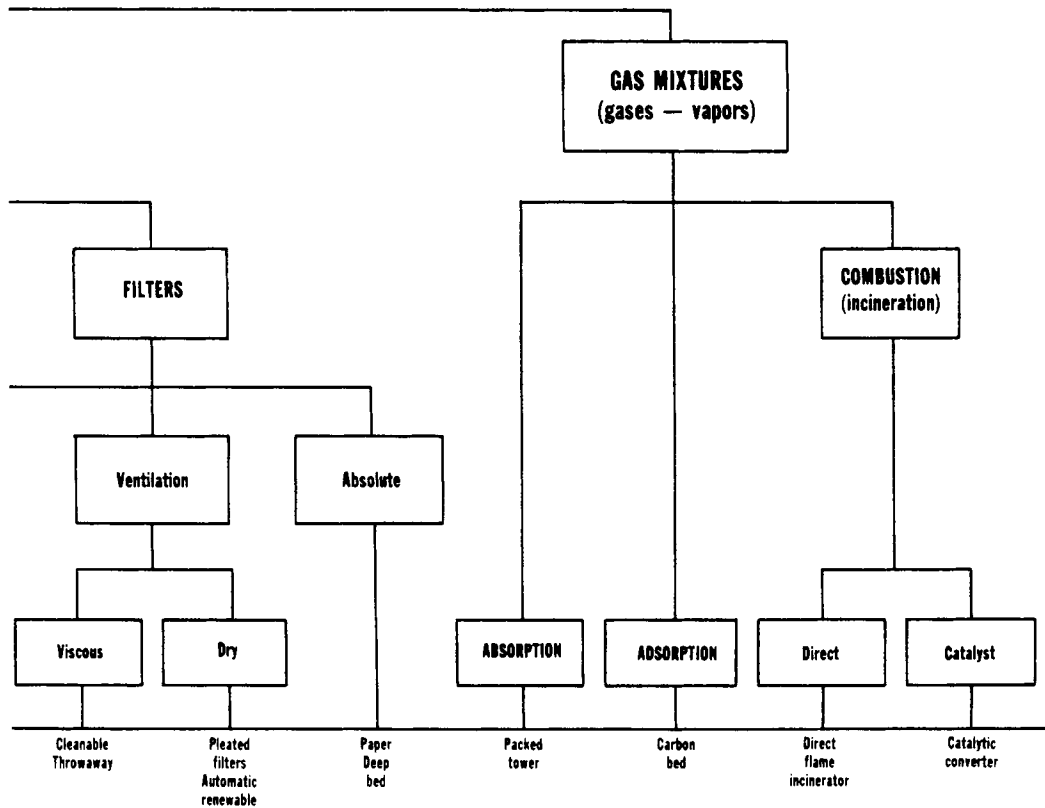 GAS MIXTURES
(gases — vapors)
FILTERS
COMBUSTION
(incineration)
Ventilation
Absolute
Viscous
Dry
ABSORPTION
ADSORPTION
Direct
Catalyst
Cleanable
Throwaway
Pleated
filters
Automatic
renewable
Paper
Deep
bed
Packed
tower
Carbon
bed
Direct
flame
incinerator
Catalytic
converter